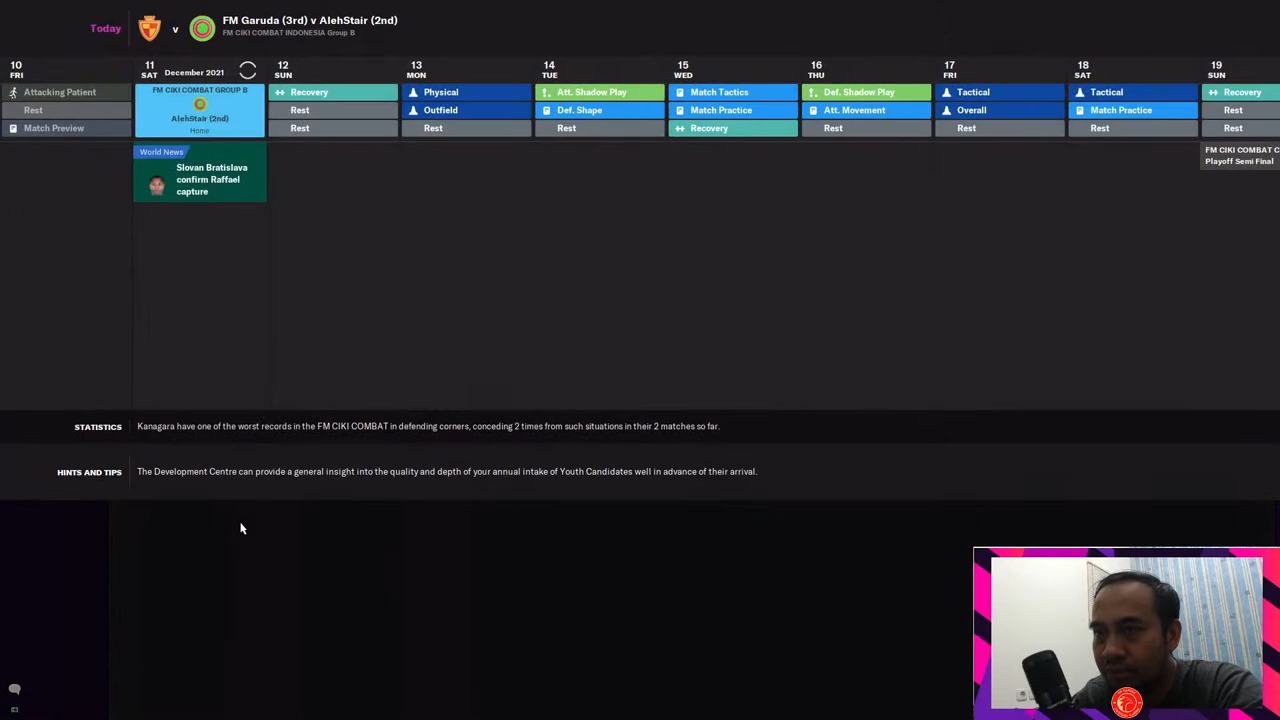 FM Garuda (3rd) v AlehStair (2nd)
Today
v
FM CIKI COMBAT INDONESIA Group B
10 FRI
11 SAT December 2021
12 SUN
13 MON
14 TUE
15 WED
16 THU
17 FRI
18 SAT
19 SUN
Attacking Patient
Rest
Match Preview
FM CIKI COMBAT GROUP B
AlehStair (2nd)
Home
World News
Slovan Bratislava
confirm Raffael
capture
Recovery
Rest
Rest
Physical
Outfield
Rest
Att. Shadow Play
Def. Shape
Rest
Match Tactics
Match Practice
Recovery
Def. Shadow Play
Att. Movement
Rest
Tactical
Overall
Rest
Tactical
Match Practice
Rest
Recovery
Rest
Rest
FM CIKI COMBAT C
Playoff Semi Final
STATISTICS Kanagara have one of the worst records in the FM CIKI COMBAT in defending corners, conceding 2 times from such situations in their 2 matches so far.
HINTS AND TIPS The Development Centre can provide a general insight into the quality and depth of your annual intake of Youth Candidates well in advance of their arrival.